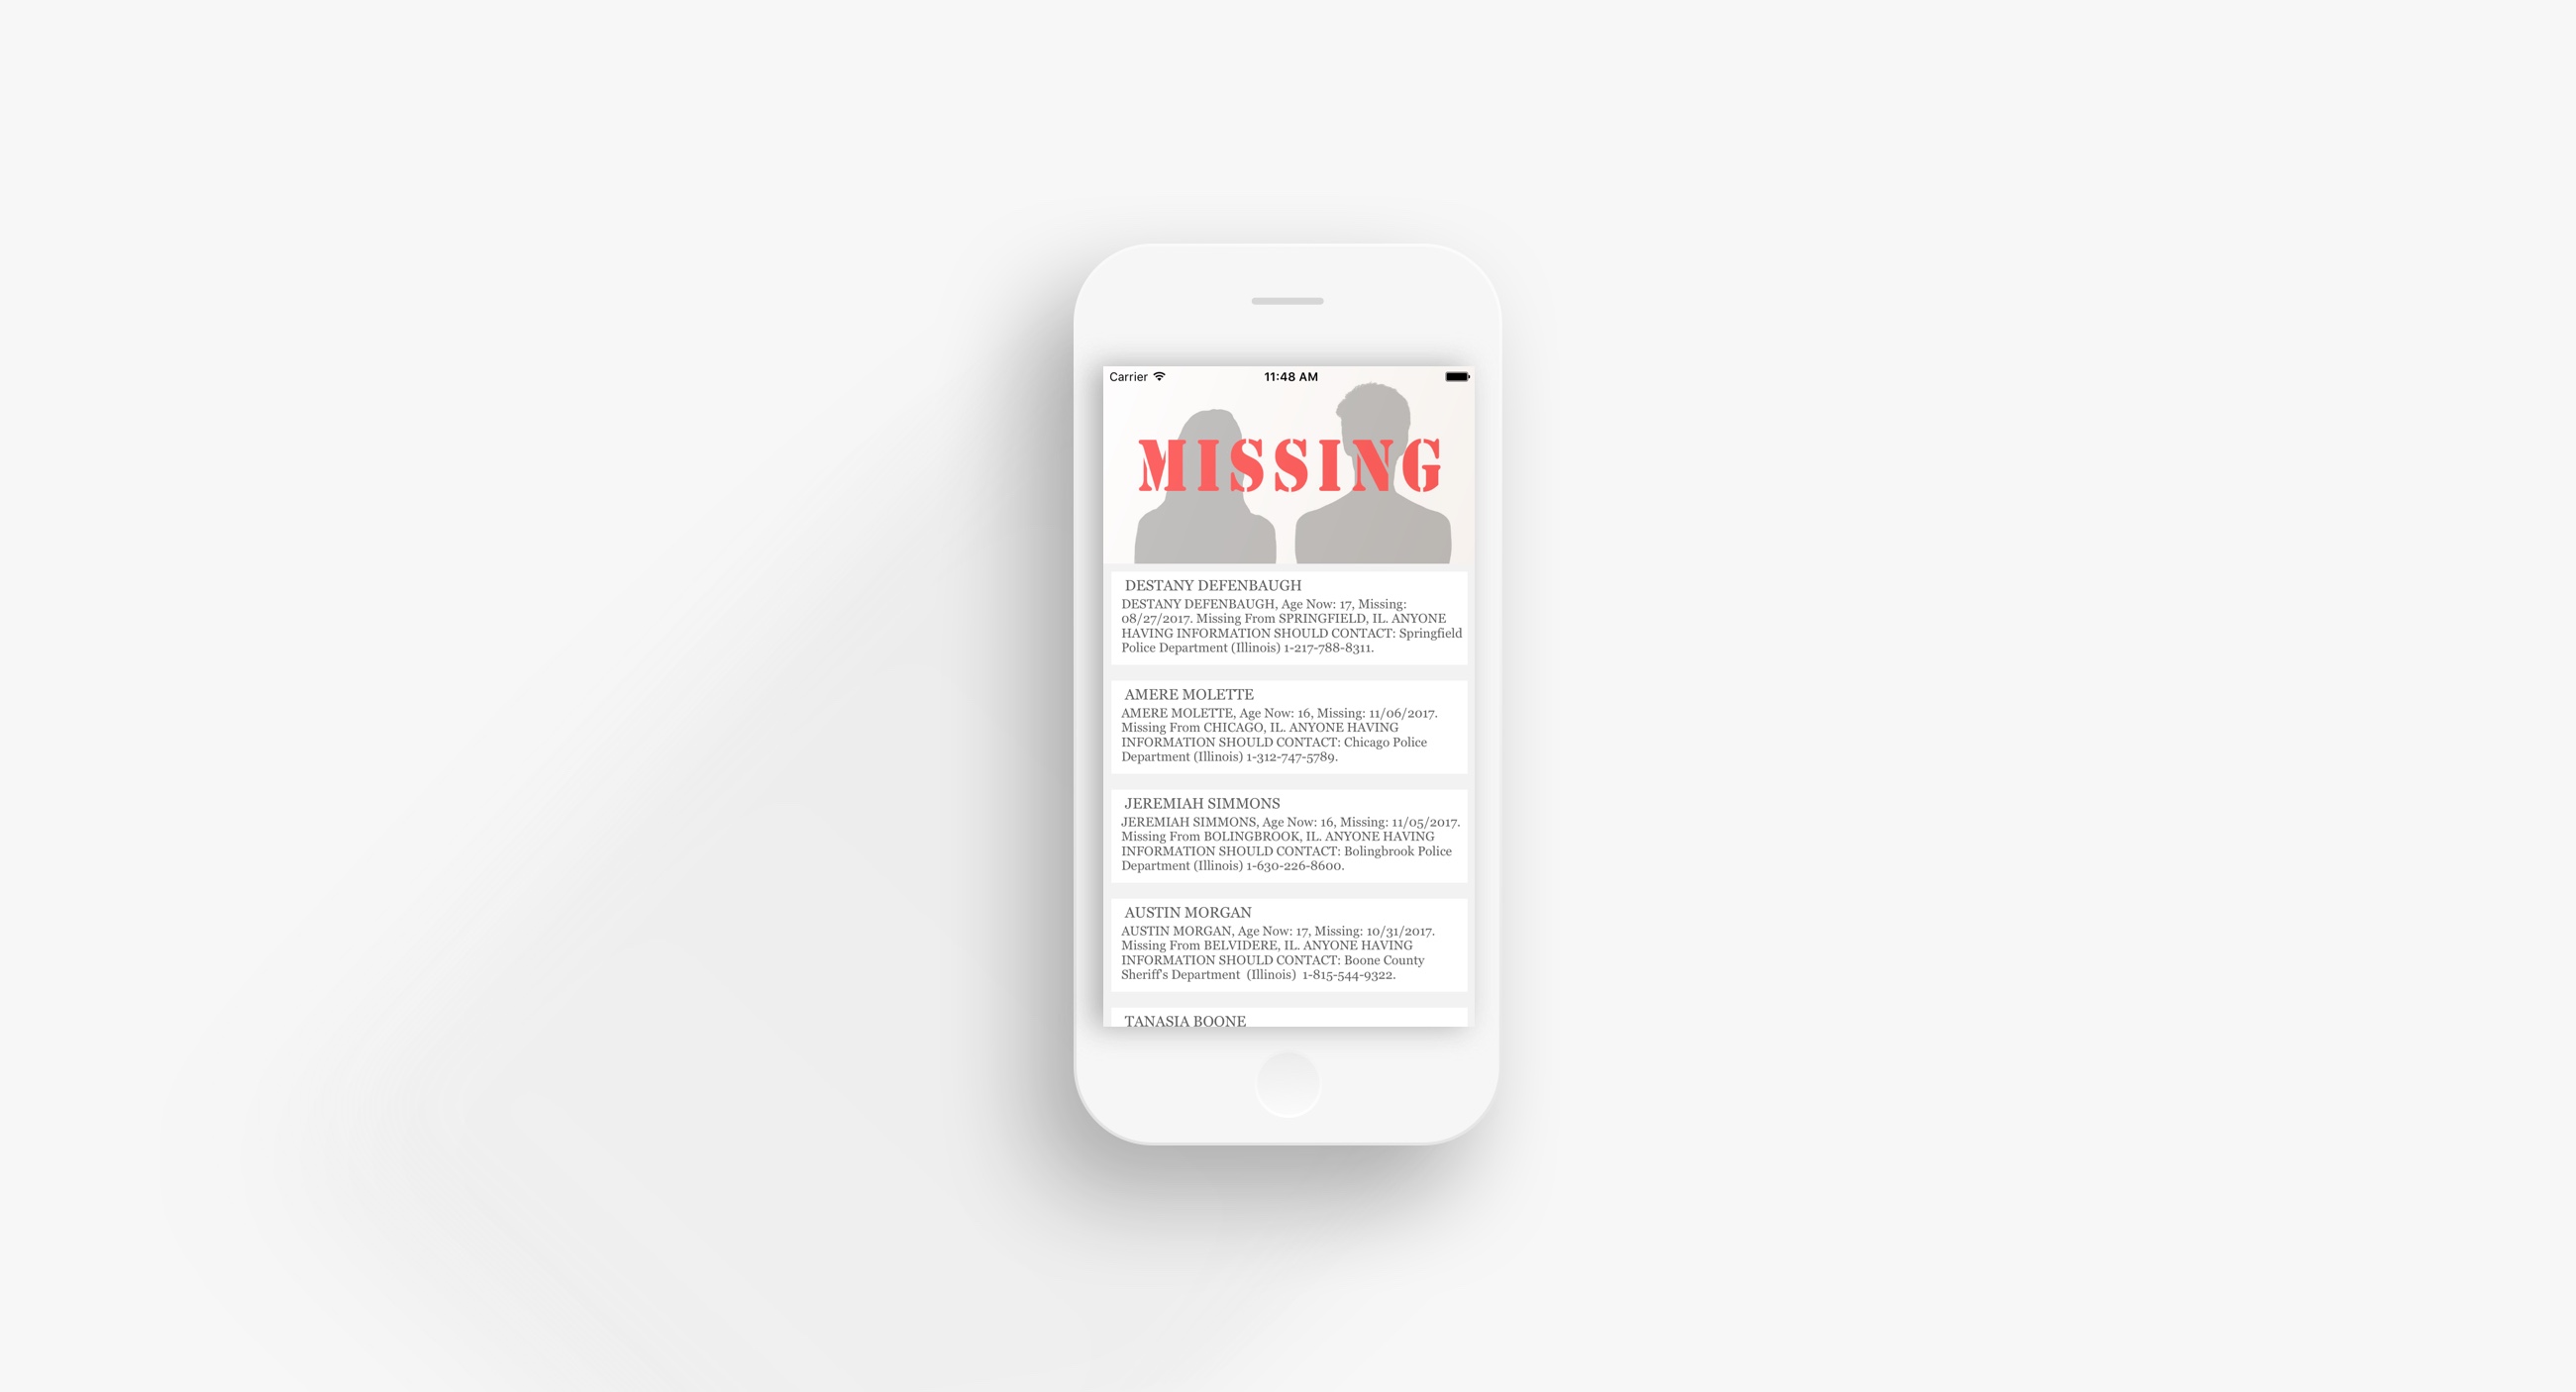 Carrier 11:48 AM
MISSING
DESTANY DEFENBAUGH
DESTANY DEFENBAUGH, Age Now: 17, Missing:
08/27/2017. Missing From SPRINGFIELD, IL. ANYONE
HAVING INFORMATION SHOULD CONTACT: Springfield
Police Department (Illinois) 1-217-788-8311.
AMERE MOLETTE
AMERE MOLETTE, Age Now: 16, Missing: 11/06/2017.
Missing From CHICAGO, IL. ANYONE HAVING
INFORMATION SHOULD CONTACT: Chicago Police
Department (Illinois) 1-312-747-5789.
JEREMIAH SIMMONS
JEREMIAH SIMMONS, Age Now: 16, Missing: 11/05/2017.
Missing From BOLINGBROOK, IL. ANYONE HAVING
INFORMATION SHOULD CONTACT: Bolingbrook Police
Department (Illinois) 1-630-226-8600.
AUSTIN MORGAN
AUSTIN MORGAN, Age Now: 17, Missing: 10/31/2017.
Missing From BELVIDERE, IL. ANYONE HAVING
INFORMATION SHOULD CONTACT: Boone County
Sheriff's Department  (Illinois)  1-815-544-9322.
TANASIA BOONE